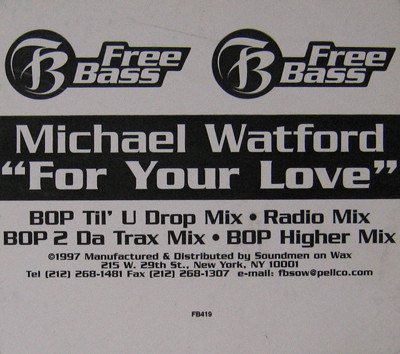 Free Bass Free Bass
Michael Watford
"For Your Love"
BOP Til' U Drop Mix • Radio Mix
BOP 2 Da Trax Mix • BOP Higher Mix
©1997 Manufactured & Distributed by Soundmen on Wax
215 W. 29th St., New York, NY 10001
Tel (212) 268-1481 Fax (212) 268-1307 e-mail: fbsow@pellco.com
FB419